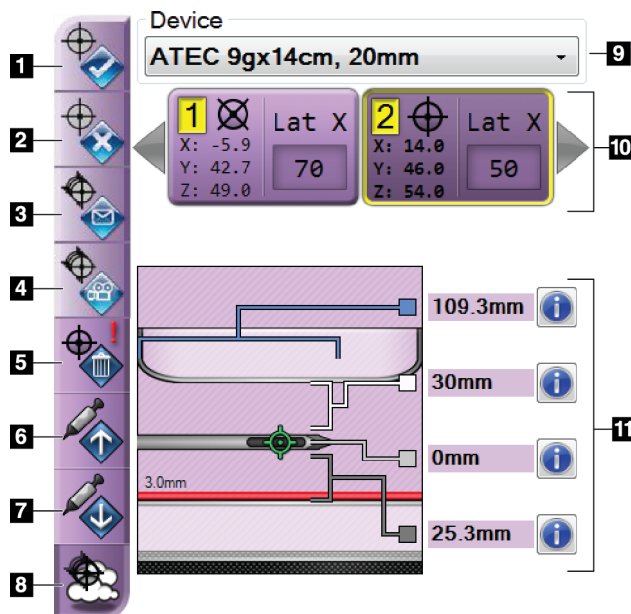 Device
1
ATEC 9gx14cm, 20mm
9
2
1 Lat X
X: -5.9
Y: 42.7
Z: 49.0
70
2 Lat X
X: 14.0
Y: 46.0
Z: 54.0
50
10
3
4
109.3mm
5
!
30mm
6
11
0mm
3.0mm
7
25.3mm
8